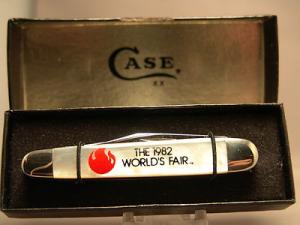 CASE
XX
THE 1982
WORLD'S FAIR